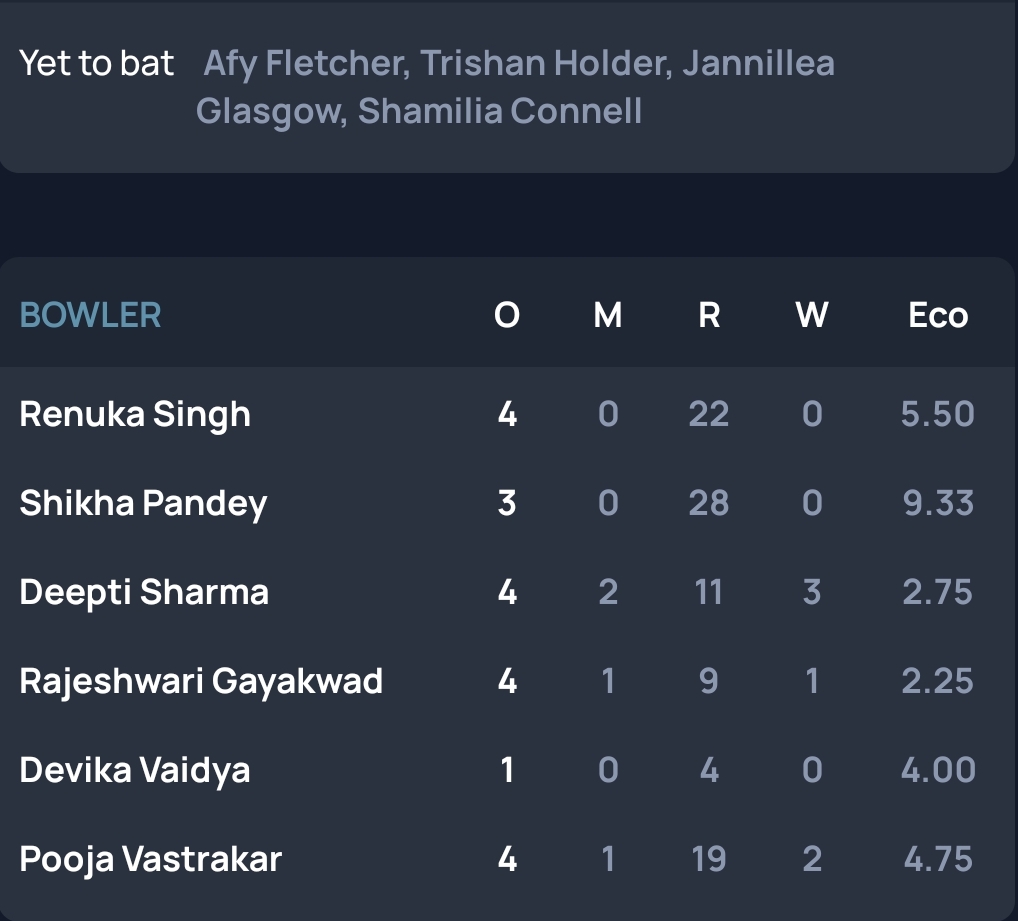 Yet to bat Afy Fletcher, Trishan Holder, Jannillea
Glasgow, Shamilia Connell
BOWLER O M R W Eco
Renuka Singh 4 0 22 0 5.50
Shikha Pandey 3 0 28 0 9.33
Deepti Sharma 4 2 11 3 2.75
Rajeshwari Gayakwad 4 1 9 1 2.25
Devika Vaidya 1 0 4 0 4.00
Pooja Vastrakar 4 1 19 2 4.75